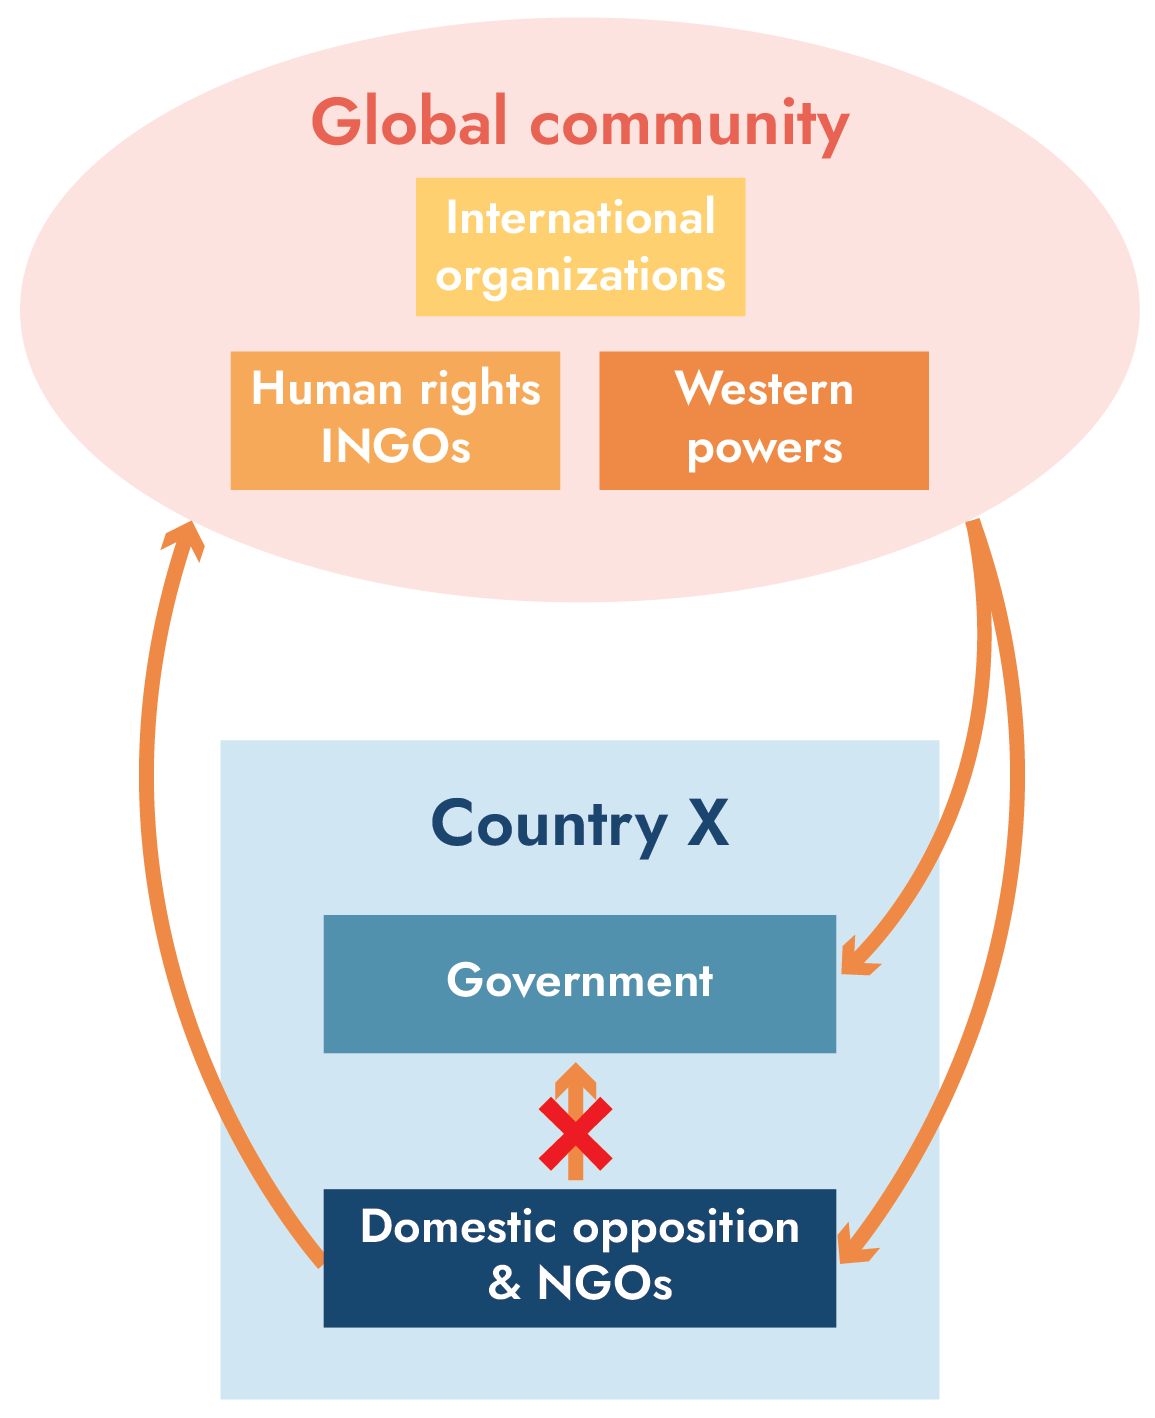 Global community
International
organizations
Human rights
INGOs
Western
powers
Country X
Government
Domestic opposition
& NGOs